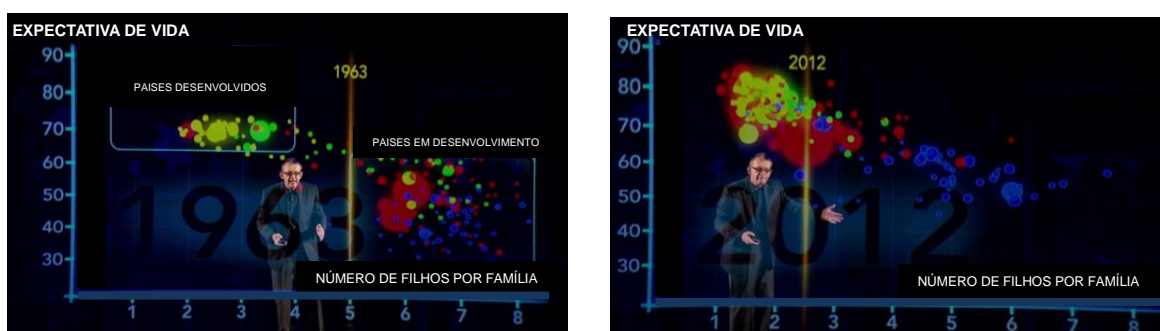 EXPECTATIVA DE VIDA
90
1963
80
PAISES DESENVOLVIDOS
70
PAISES EM DESENVOLVIMENTO
60
50
1963
40
30
NÚMERO DE FILHOS POR FAMÍLIA
1 2 3 4 5 6 7 8
EXPECTATIVA DE VIDA
90
2012
80
70
60
50
2012
40
30
NÚMERO DE FILHOS POR FAMÍLIA
1 2 3 4 5 6 7 8